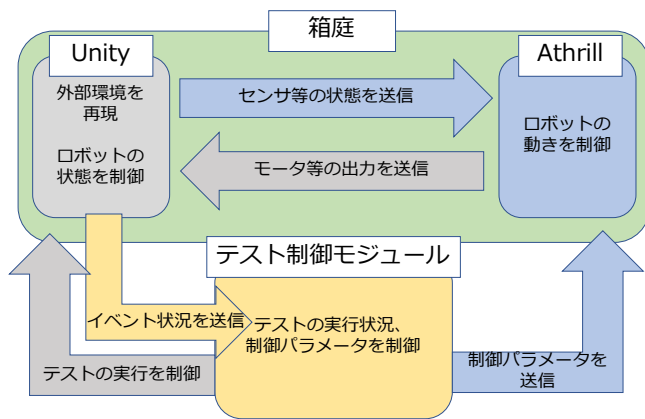 箱庭
Unity
Athrill
外部環境を
再現
ロボットの
状態を制御
センサ等の状態を送信
モータ等の出力を送信
ロボットの
動きを制御
テスト制御モジュール
イベント状況を送信
テストの実行状況、
制御パラメータを制御
テストの実行を制御
制御パラメータを
送信